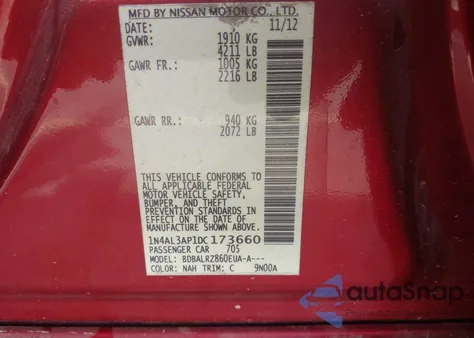 MFD BY NISSAN MOTOR CO., LTD.
DATE: 11/12
GVWR: 1910 KG
4211 LB
GAWR FR.: 1005 KG
2216 LB
GAWR RR.: 940 KG
2072 LB
THIS VEHICLE CONFORMS TO
ALL APPLICABLE FEDERAL
MOTOR VEHICLE SAFETY,
BUMPER, AND THEFT
PREVENTION STANDARDS IN
EFFECT ON THE DATE OF
MANUFACTURE SHOWN ABOVE.
1N4AL3AP1DC173660
PASSENGER CAR 705
MODEL: BDBALRZ860EUA-A---
COLOR: NAH TRIM: C 9N00A
autoSnap